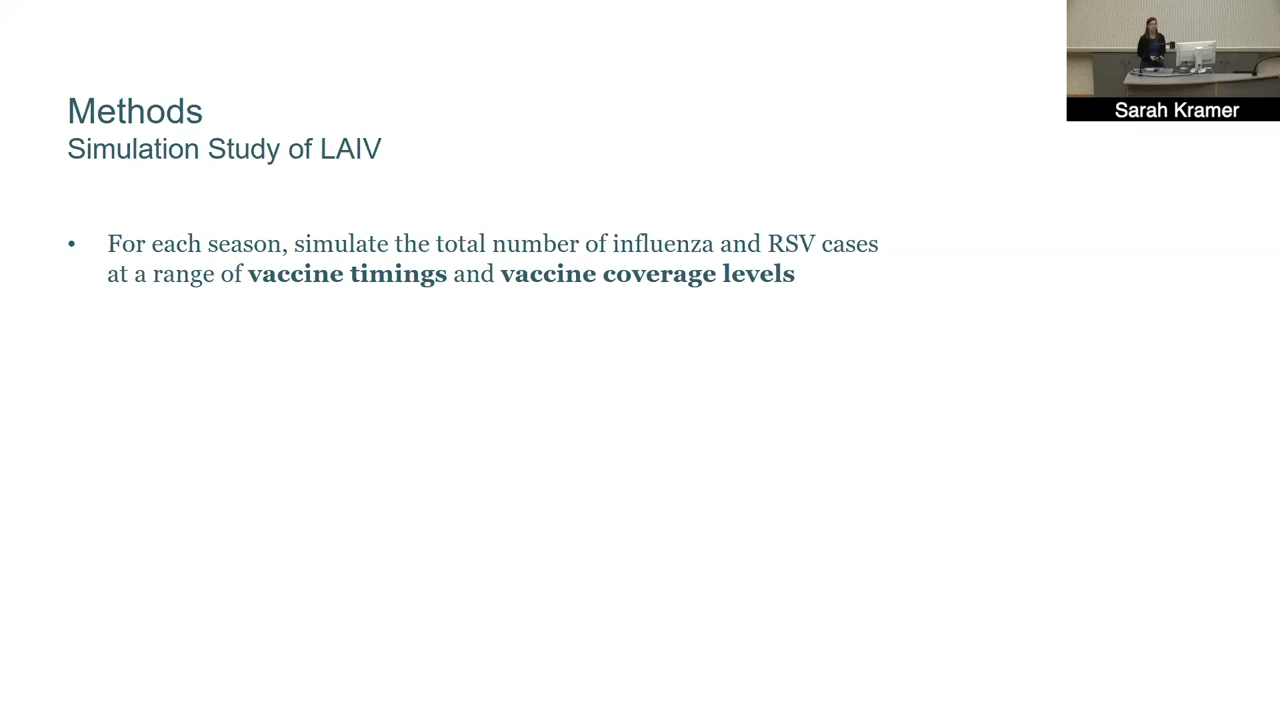 Methods
Simulation Study of LAIV
• For each season, simulate the total number of influenza and RSV cases
at a range of vaccine timings and vaccine coverage levels
Sarah Kramer